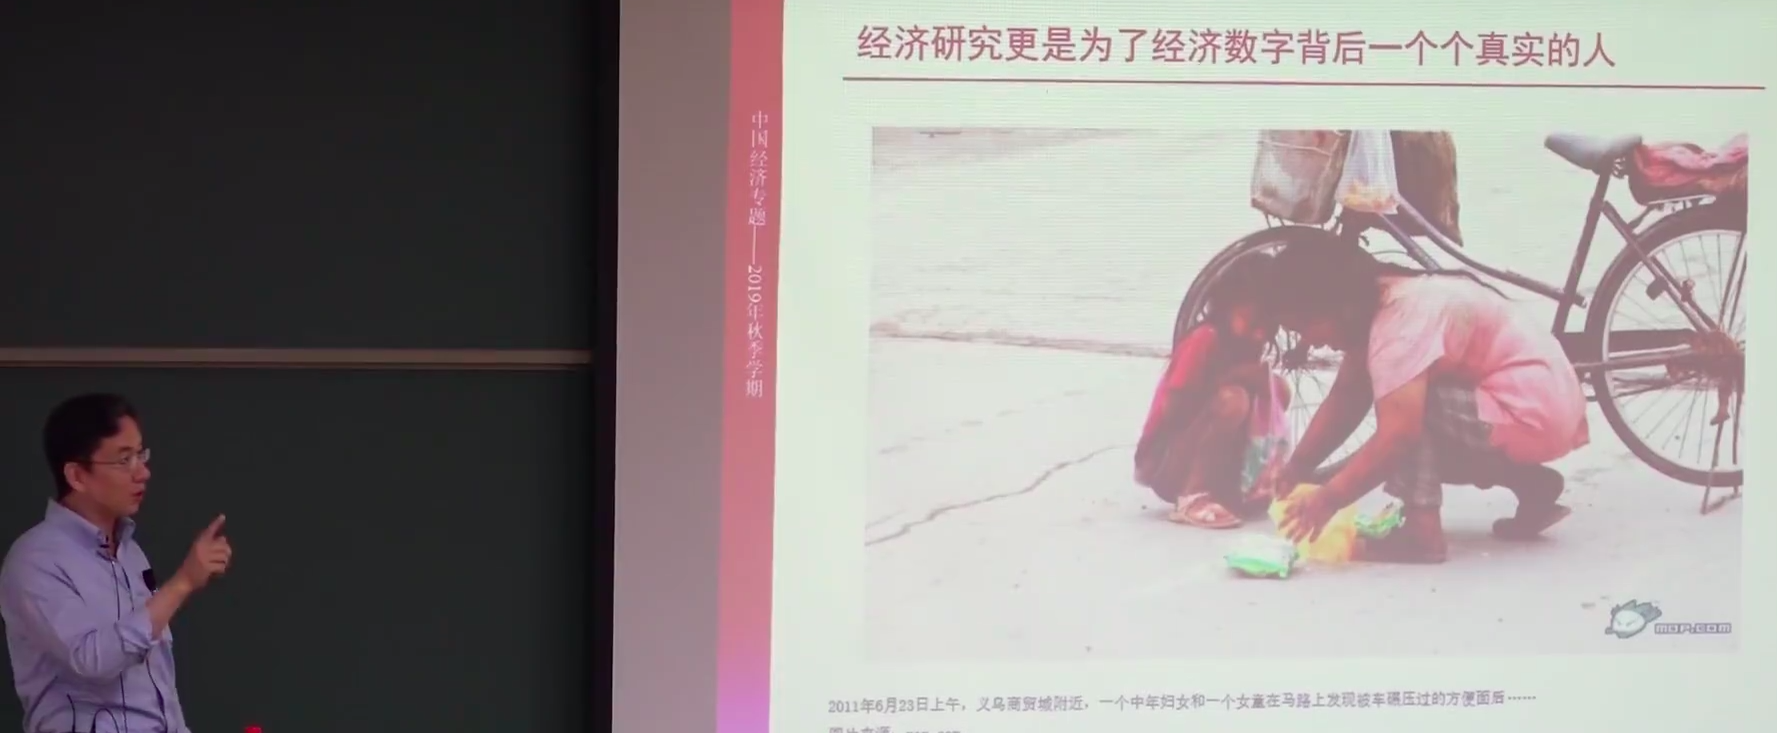 经济研究更是为了经济数字背后一个个真实的人
中国经济专题——2019年秋季学期
MOP.COM
2011年6月23日上午，义乌商贸城附近，一个中年妇女和一个女童在马路上发现被车碾压过的方便面后……